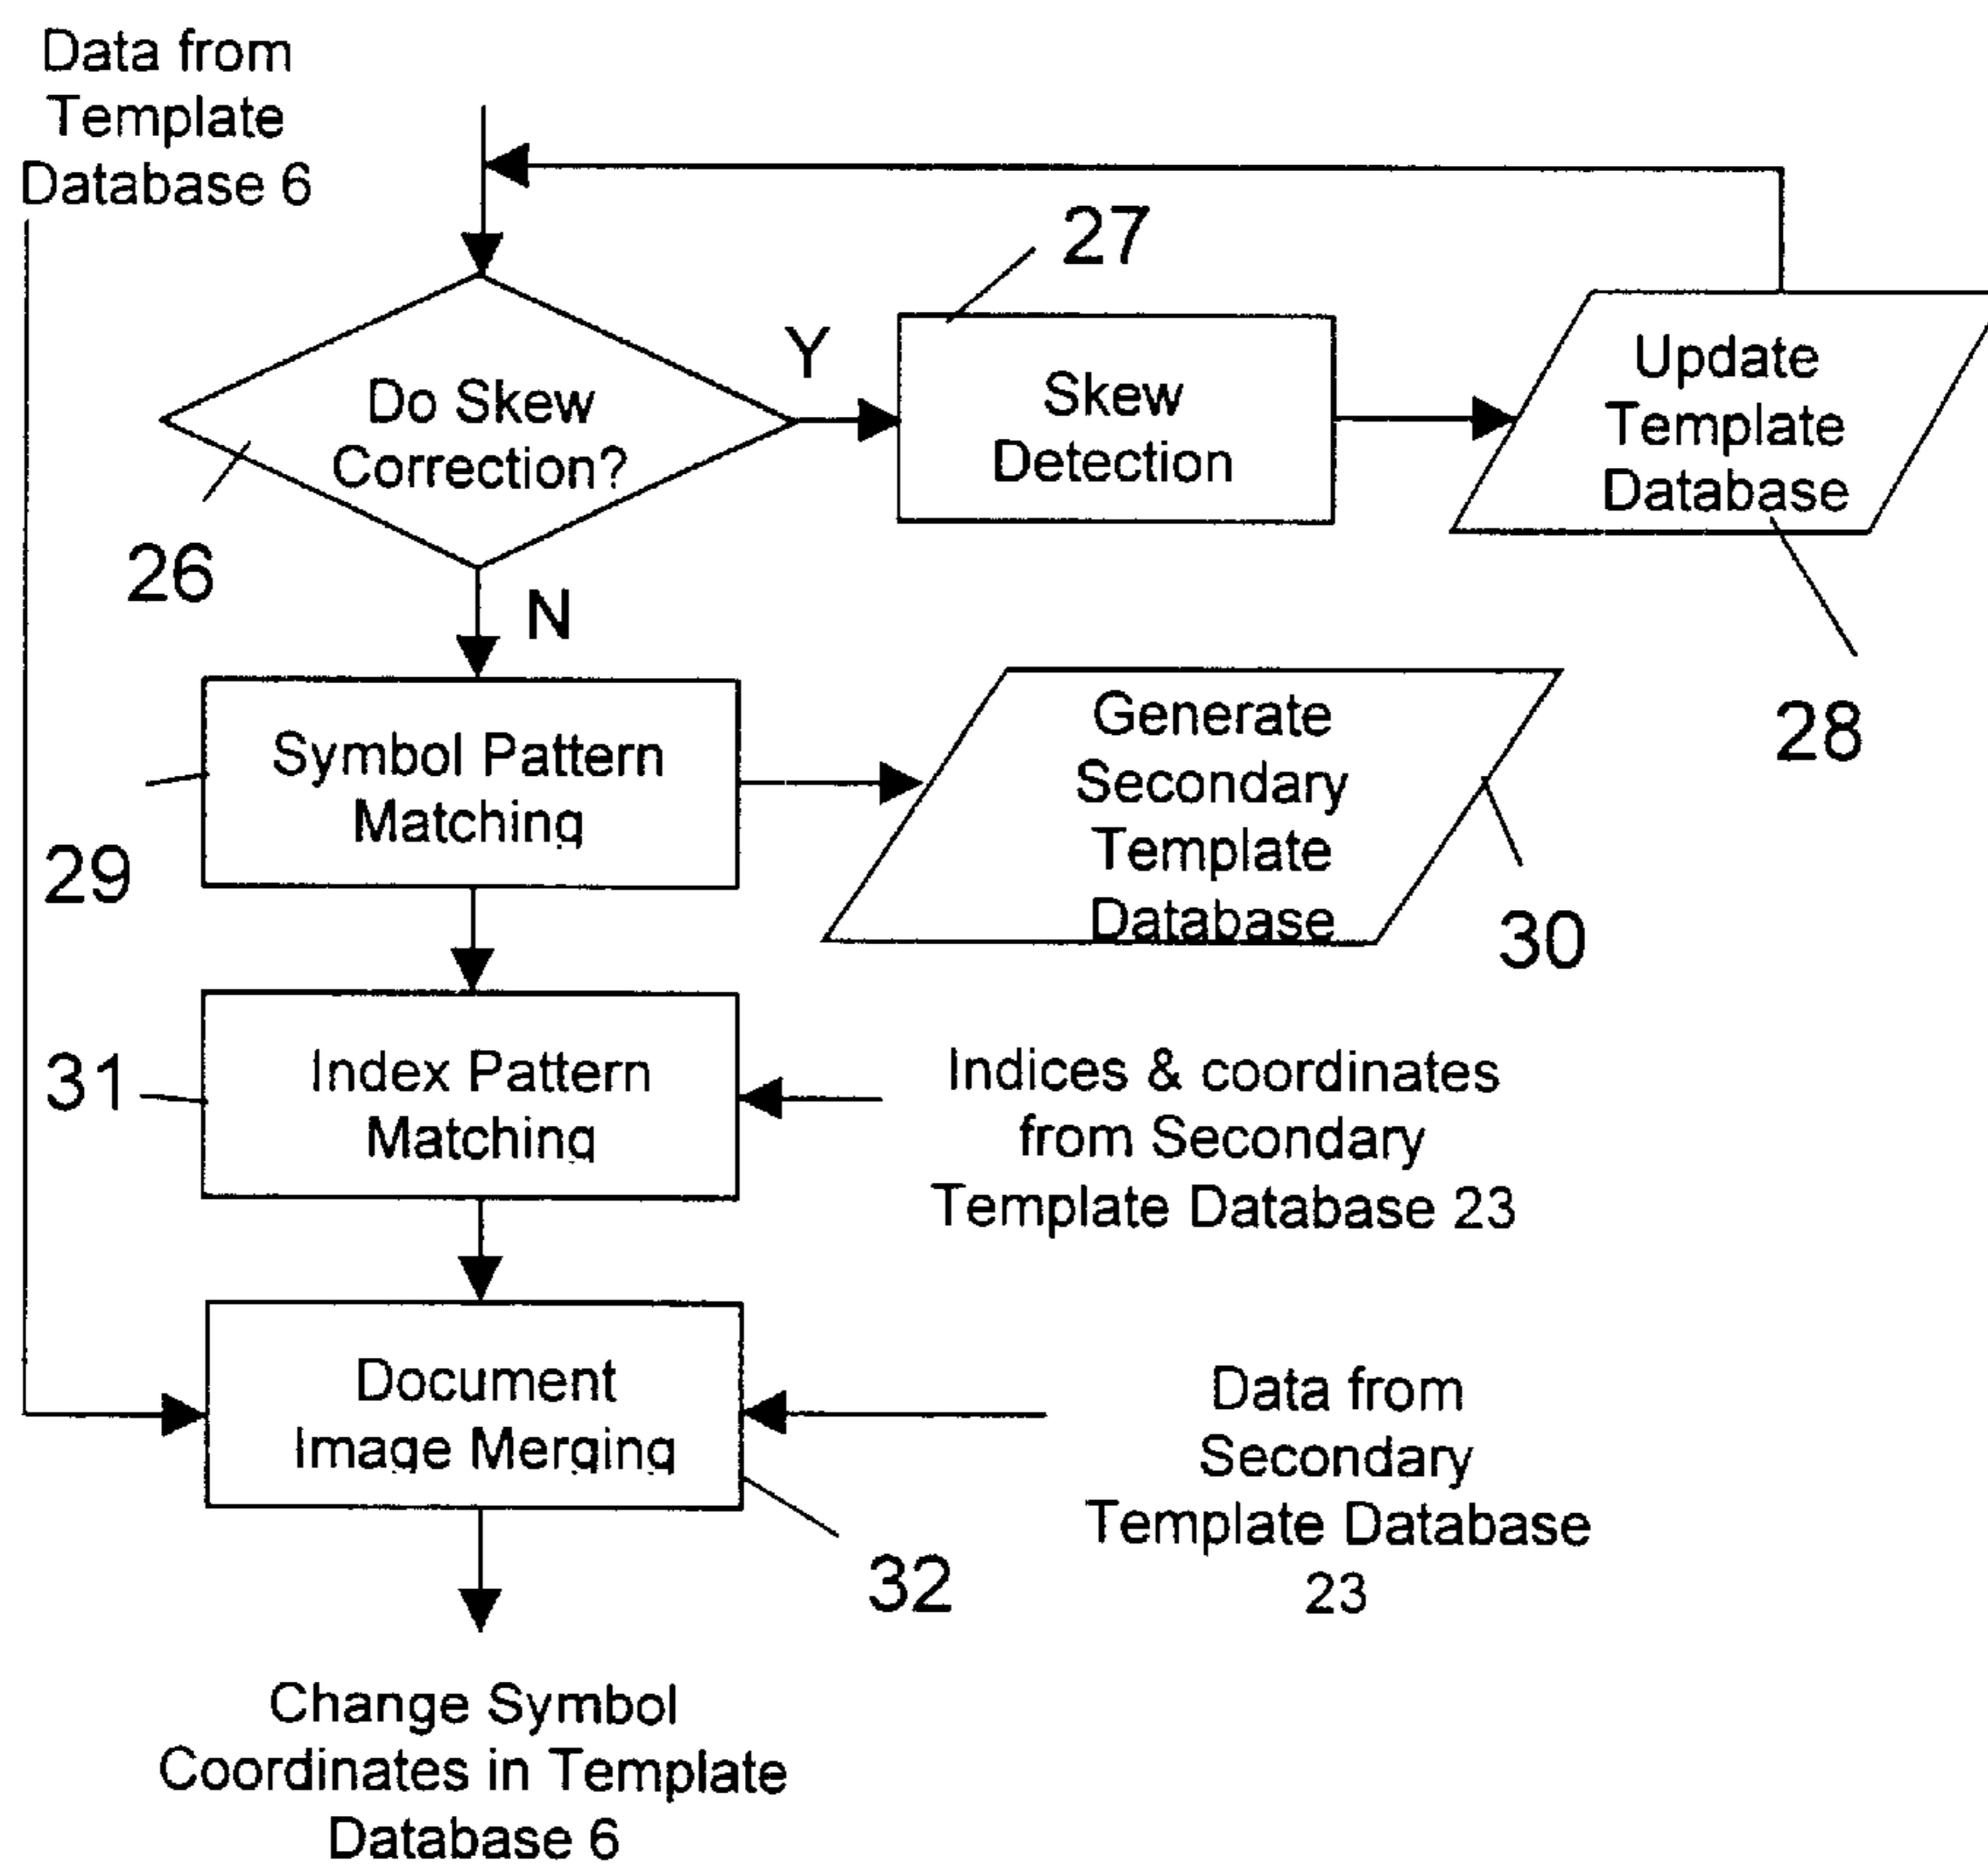 Data from
Template
Database 6
27
Y
Do Skew
Correction?
Skew
Detection
Update
Template
Database
26
N
28
Symbol Pattern
Matching
Generate
Secondary
Template
Database
29
30
31
Index Pattern
Matching
Indices & coordinates
from Secondary
Template Database 23
Document
Image Merging
Data from
Secondary
Template Database
23
32
Change Symbol
Coordinates in Template
Database 6